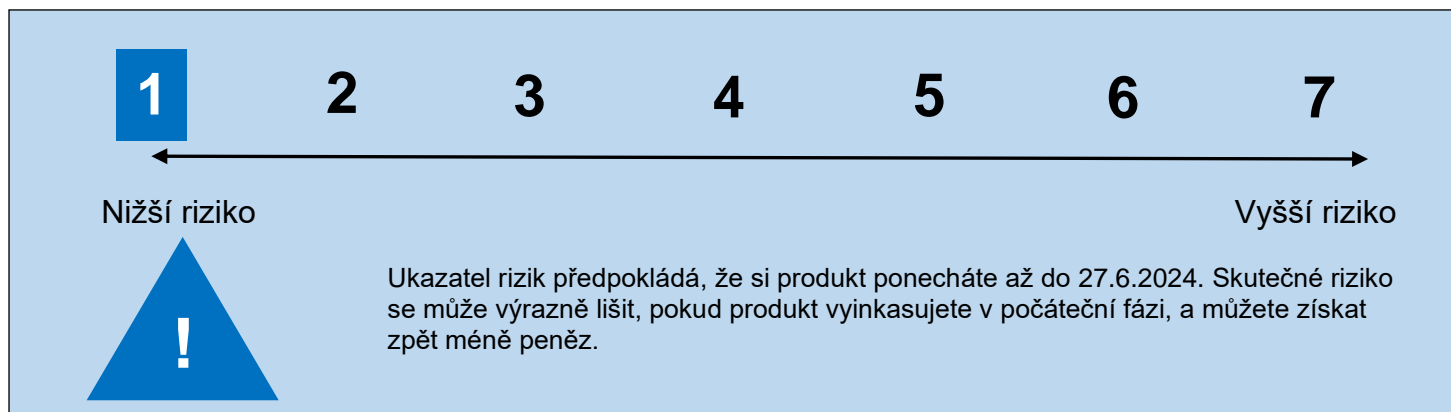 1 2 3 4 5 6 7
Nižší riziko Vyšší riziko
Ukazatel rizik předpokládá, že si produkt ponecháte až do 27.6.2024. Skutečné riziko
se může výrazně lišit, pokud produkt vyinkasujete v počáteční fázi, a můžete získat
zpět méně peněz.
!